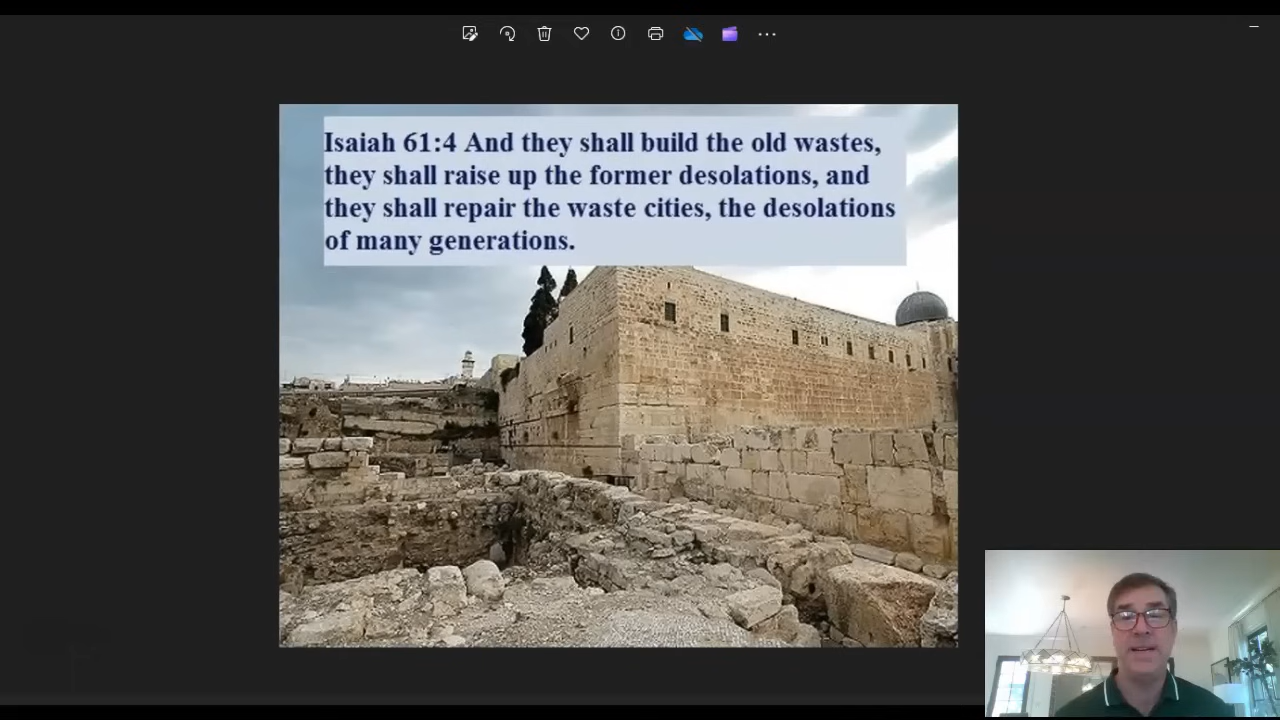 Isaiah 61:4 And they shall build the old wastes,
they shall raise up the former desolations, and
they shall repair the waste cities, the desolations
of many generations.